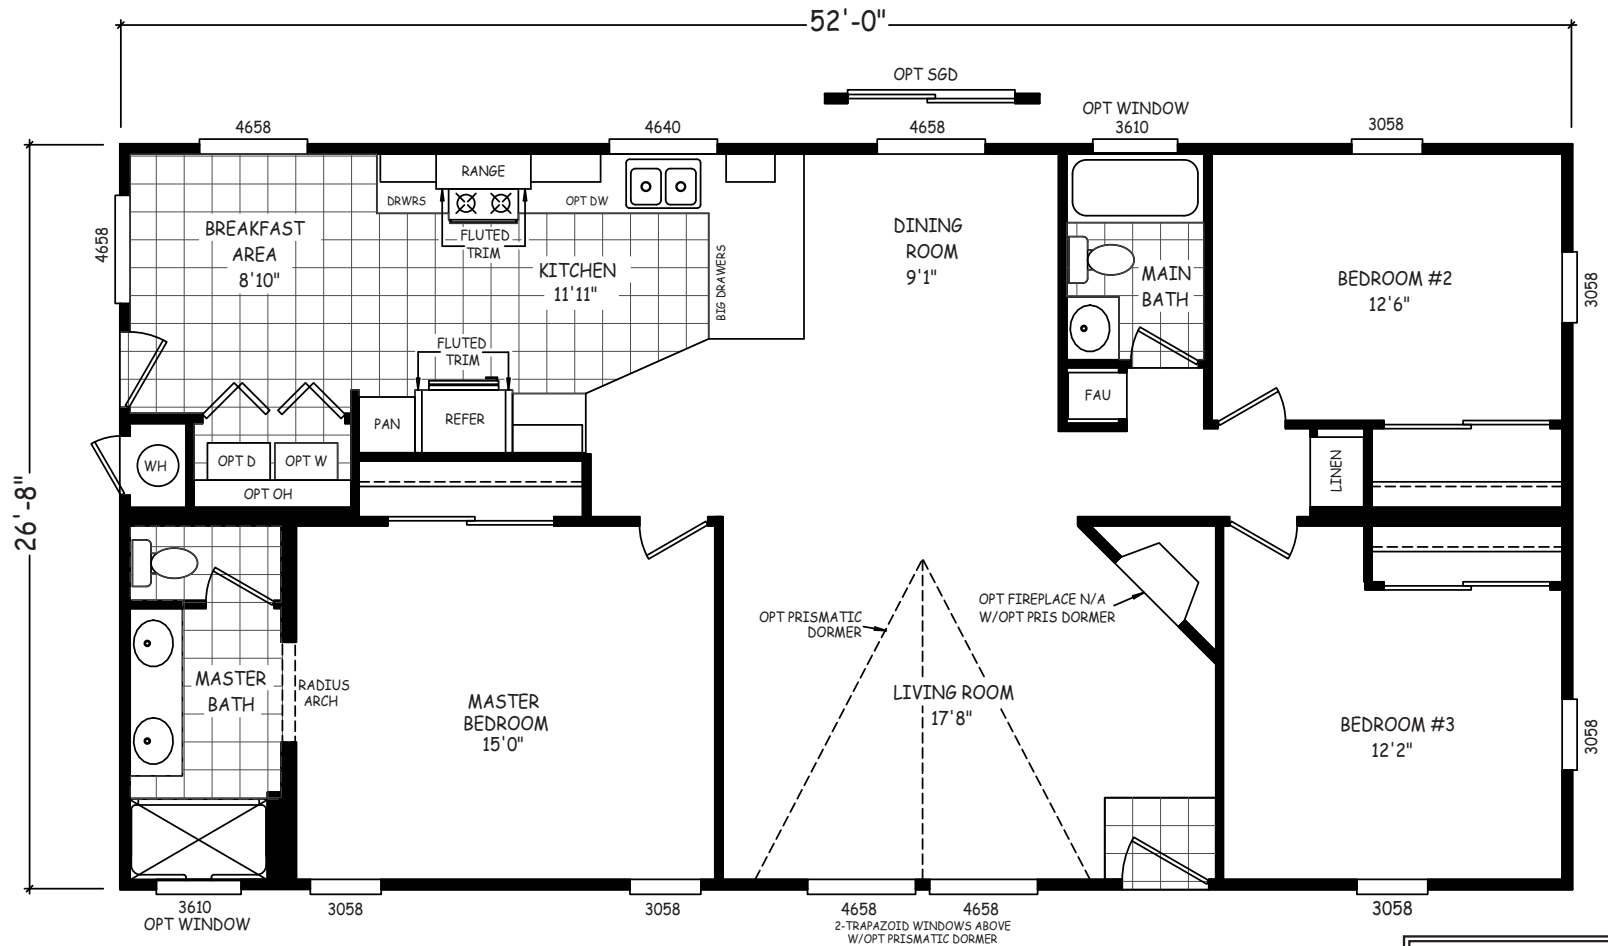 52'-0"
OPT SGD
OPT WINDOW
4658
4640
4658
3610
3058
26'-8"
4658
BREAKFAST
AREA
8'10"
DRWRS
RANGE
OPT DW
FLUTED
TRIM
KITCHEN
11'11"
BIG DRAWERS
DINING
ROOM
9'1"
MAIN
BATH
BEDROOM #2
12'6"
3058
FLUTED
TRIM
PAN
REFER
FAU
WH
OPT D
OPT W
OPT OH
LINEN
MASTER
BATH
RADIUS
ARCH
MASTER
BEDROOM
15'0"
OPT PRISMATIC
DORMER
OPT FIREPLACE N/A
W/OPT PRIS DORMER
LIVING ROOM
17'8"
BEDROOM #3
12'2"
3058
3610
OPT WINDOW
3058
3058
4658
4658
2-TRAPAZOID WINDOWS ABOVE
W/OPT PRISMATIC DORMER
3058